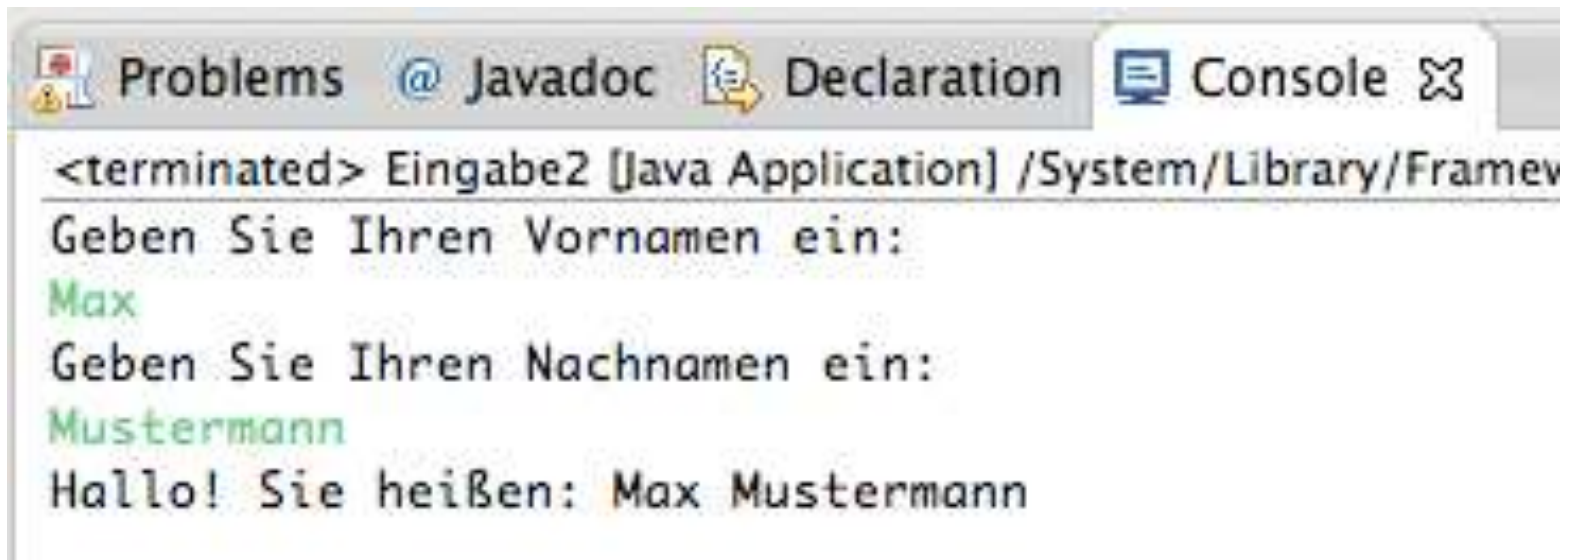 Problems @ Javadoc Declaration Console
<terminated> Eingabe2 [Java Application] /System/Library/
Geben Sie Ihren Vornamen ein:
Max
Geben Sie Ihren Nachnamen ein:
Mustermann
Hallo! Sie heißen: Max Mustermann